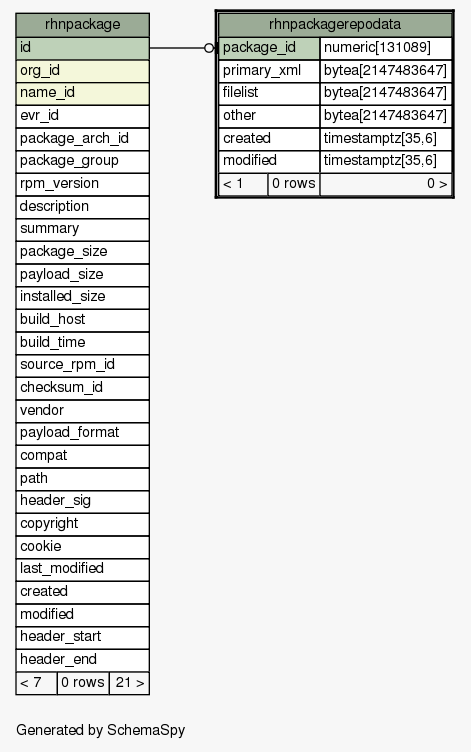 rhnpackage
id
org_id
name_id
evr_id
package_arch_id
package_group
rpm_version
description
summary
package_size
payload_size
installed_size
build_host
build_time
source_rpm_id
checksum_id
vendor
payload_format
compat
path
header_sig
copyright
cookie
last_modified
created
modified
header_start
header_end
< 7 0 rows 21 >
rhnpackagerepodata
package_id numeric[131089]
primary_xml bytea[2147483647]
filelist bytea[2147483647]
other bytea[2147483647]
created timestamptz[35,6]
modified timestamptz[35,6]
< 1 0 rows 0 >
Generated by SchemaSpy